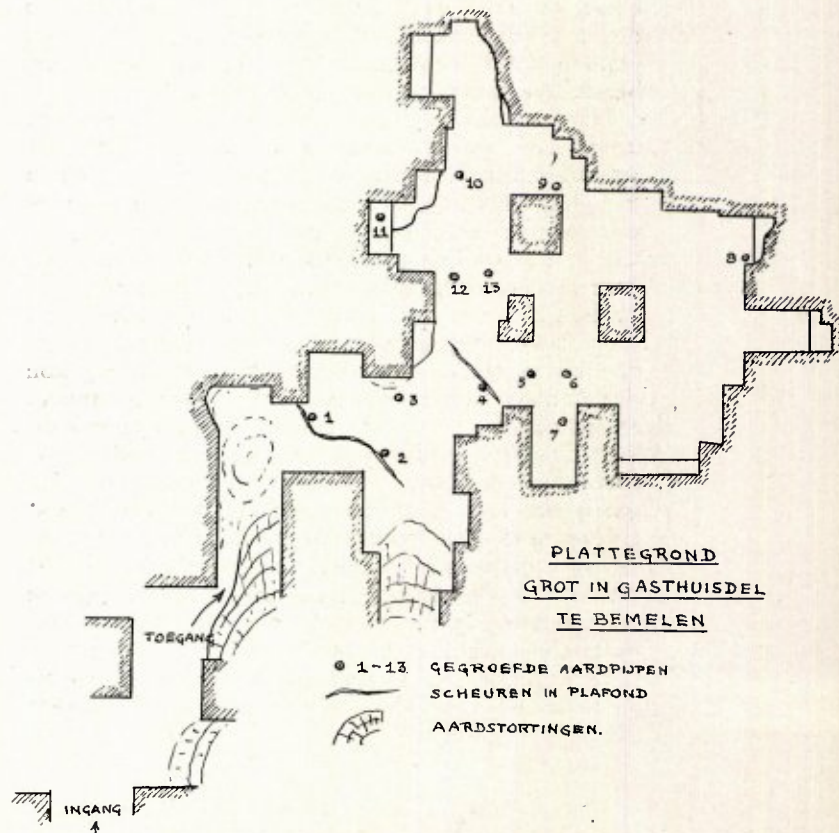 10
9
11
8
12
13
5
6
4
3
7
1
2
PLATTEGROND
GROT IN GASTHUISDEL
TE BEMELEN
TOEGANG
1-13. GEGROEFDE AARDPIJPEN
SCHEUREN IN PLAFOND
AARDSTORTINGEN.
INGANG